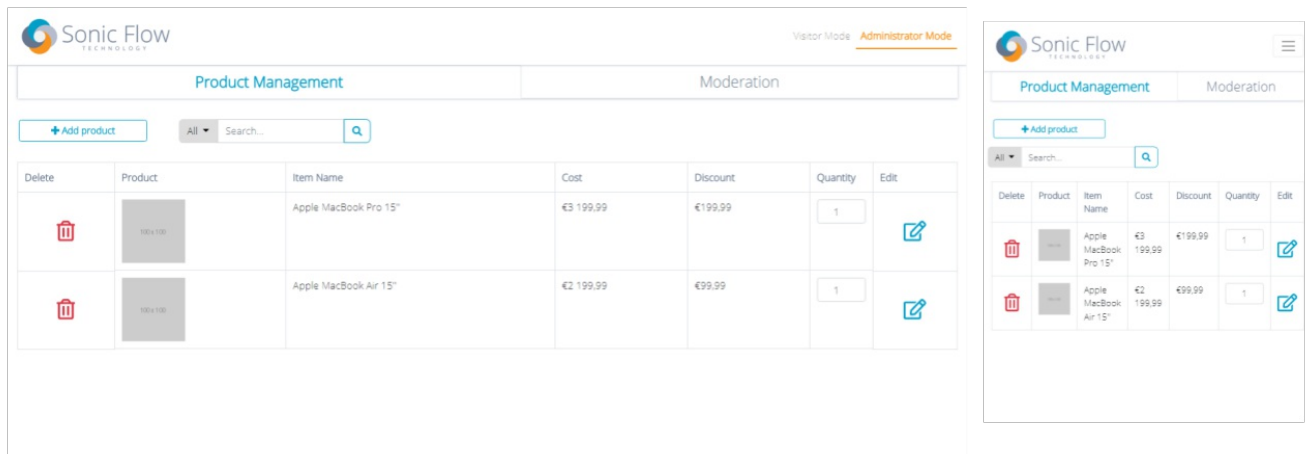 Sonic Flow
TECHNOLOGY
Visitor Mode Administrator Mode
Product Management Moderation
Add product All Search...
Delete Product Item Name Cost Discount Quantity Edit
100 x 100 Apple MacBook Pro 15" €3 199,99 €199,99 1
100 x 100 Apple MacBook Air 15" €2 199,99 €99,99 1
Sonic Flow
TECHNOLOGY
Product Management Moderation
Add product
All Search...
Delete Product Item Cost Discount Quantity Edit
Name
Apple €3 €199,99 1
MacBook 199,99
Pro 15"
Apple €2 €99,99 1
MacBook 199,99
Air 15"